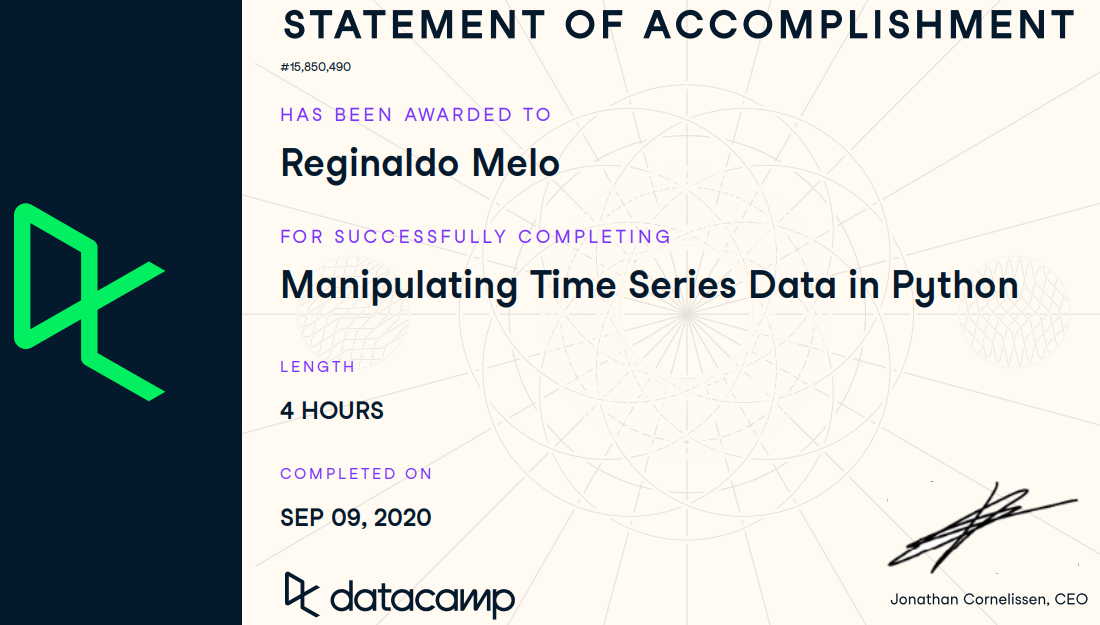 STATEMENT OF ACCOMPLISHMENT
#15,850,490
HAS BEEN AWARDED TO
Reginaldo Melo
FOR SUCCESSFULLY COMPLETING
Manipulating Time Series Data in Python
LENGTH
4 HOURS
COMPLETED ON
SEP 09, 2020
datacamp
Jonathan Cornelissen, CEO